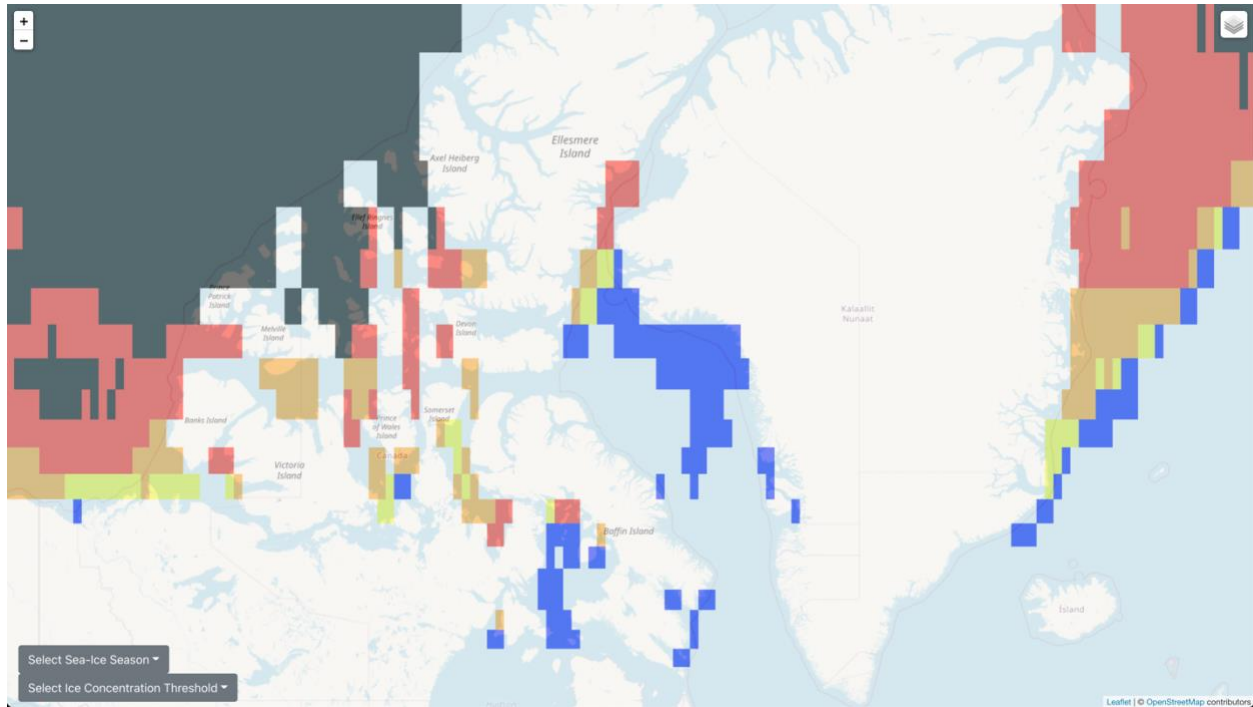 +
−
Ellesmere
Island
Axel Heiberg
Island
Ellef Ringnes
Island
Prince
Patrick
Island
Melville
Island
Devon
Island
Kalaallit
Nunaat
Banks Island
Prince
of Wales
Island
Somerset
Island
Canada
Victoria
Island
Baffin Island
Ísland
Select Sea-Ice Season
Select Ice Concentration Threshold
Leaflet | © OpenStreetMap contributors